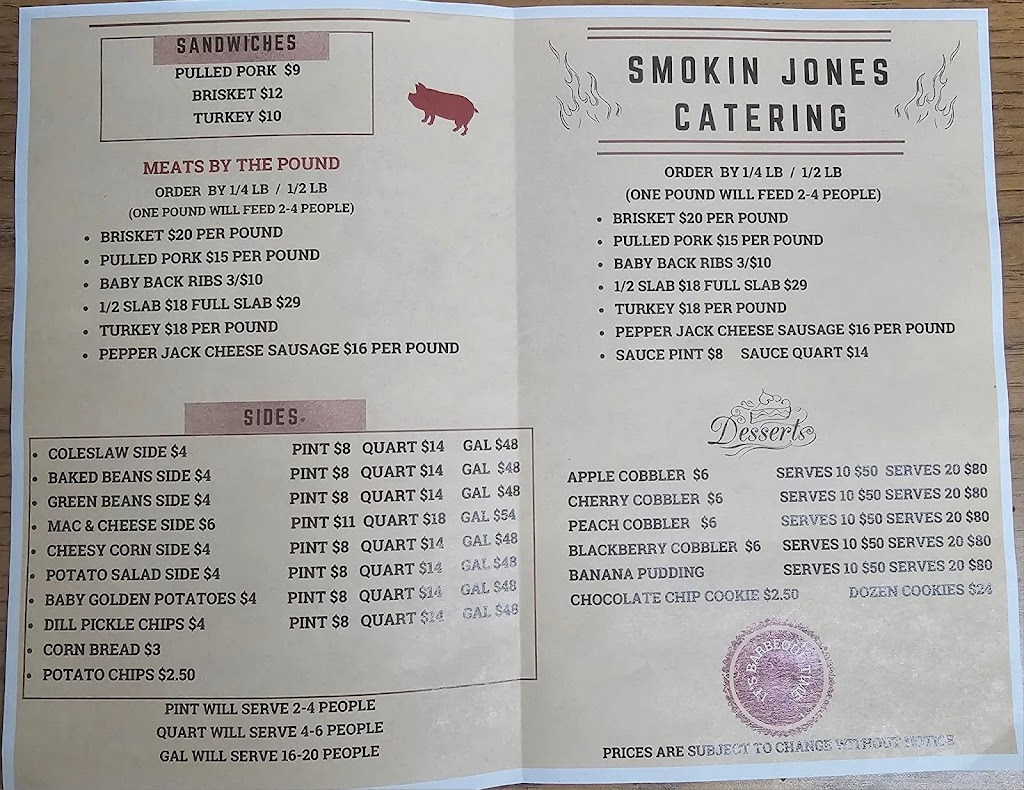 SANDWICHES
PULLED PORK $9
BRISKET $12
TURKEY $10
MEATS BY THE POUND
ORDER BY 1/4 LB / 1/2 LB
(ONE POUND WILL FEED 2-4 PEOPLE)
• BRISKET $20 PER POUND
• PULLED PORK $15 PER POUND
• BABY BACK RIBS 3/$10
• 1/2 SLAB $18 FULL SLAB $29
• TURKEY $18 PER POUND
• PEPPER JACK CHEESE SAUSAGE $16 PER POUND
SIDES
• COLESLAW SIDE $4 PINT $8 QUART $14 GAL $48
• BAKED BEANS SIDE $4 PINT $8 QUART $14 GAL $48
• GREEN BEANS SIDE $4 PINT $8 QUART $14 GAL $48
• MAC & CHEESE SIDE $6 PINT $11 QUART $18 GAL $54
• CHEESY CORN SIDE $4 PINT $8 QUART $14 GAL $48
• POTATO SALAD SIDE $4 PINT $8 QUART $14 GAL $48
• BABY GOLDEN POTATOES $4 PINT $8 QUART $14 GAL $48
• DILL PICKLE CHIPS $4 PINT $8 QUART $14 GAL $48
• CORN BREAD $3
• POTATO CHIPS $2.50
PINT WILL SERVE 2-4 PEOPLE
QUART WILL SERVE 4-6 PEOPLE
GAL WILL SERVE 16-20 PEOPLE
SMOKIN JONES
CATERING
ORDER BY 1/4 LB / 1/2 LB
(ONE POUND WILL FEED 2-4 PEOPLE)
• BRISKET $20 PER POUND
• PULLED PORK $15 PER POUND
• BABY BACK RIBS 3/$10
• 1/2 SLAB $18 FULL SLAB $29
• TURKEY $18 PER POUND
• PEPPER JACK CHEESE SAUSAGE $16 PER POUND
• SAUCE PINT $8 SAUCE QUART $14
Desserts
APPLE COBBLER $6 SERVES 10 $50 SERVES 20 $80
CHERRY COBBLER $6 SERVES 10 $50 SERVES 20 $80
PEACH COBBLER $6 SERVES 10 $50 SERVES 20 $80
BLACKBERRY COBBLER $6 SERVES 10 $50 SERVES 20 $80
BANANA PUDDING SERVES 10 $50 SERVES 20 $80
CHOCOLATE CHIP COOKIE $2.50 DOZEN COOKIES $24
IT'S BARBEQUE TIME
PRICES ARE SUBJECT TO CHANGE WITHOUT NOTICE